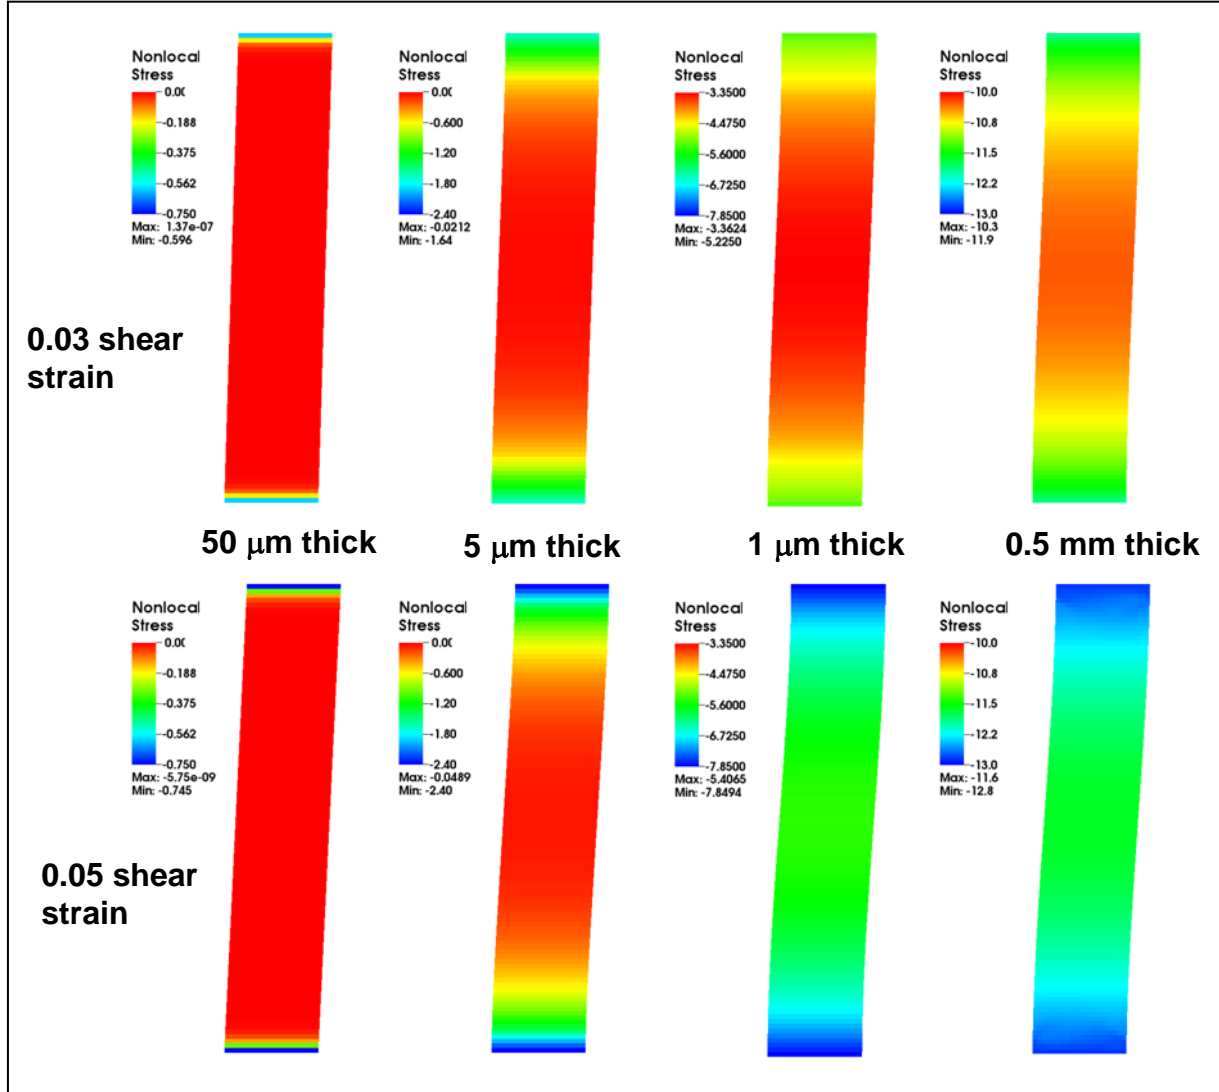 Nonlocal
Stress
0.00
-0.188
-0.375
-0.562
-0.750
Max: 1.37e-07
Min: -0.596
Nonlocal
Stress
0.00
-0.600
-1.20
-1.80
-2.40
Max: -0.0212
Min: -1.64
Nonlocal
Stress
-3.3500
-4.4750
-5.6000
-6.7250
-7.8500
Max: -3.3624
Min: -5.2250
Nonlocal
Stress
-10.0
-10.8
-11.5
-12.2
-13.0
Max: -10.3
Min: -11.9
0.03 shear
strain
50 μm thick
5 μm thick
1 μm thick
0.5 mm thick
Nonlocal
Stress
0.00
-0.188
-0.375
-0.562
-0.750
Max: -5.75e-09
Min: -0.745
Nonlocal
Stress
0.00
-0.600
-1.20
-1.80
-2.40
Max: -0.0489
Min: -2.40
Nonlocal
Stress
-3.3500
-4.4750
-5.6000
-6.7250
-7.8500
Max: -5.4065
Min: -7.8494
Nonlocal
Stress
-10.0
-10.8
-11.5
-12.2
-13.0
Max: -11.6
Min: -12.8
0.05 shear
strain